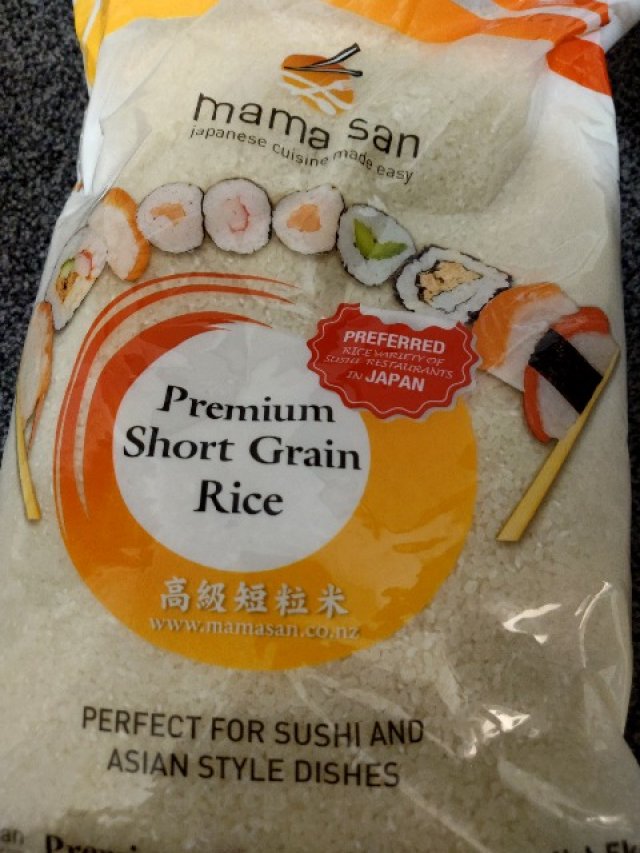 mama san
japanese cuisine made easy
PREFERRED
RICE VARIETY OF
SUSHI RESTAURANTS
IN JAPAN
Premium
Short Grain
Rice
高級短粒米
www.mamasan.co.nz
PERFECT FOR SUSHI AND
ASIAN STYLE DISHES